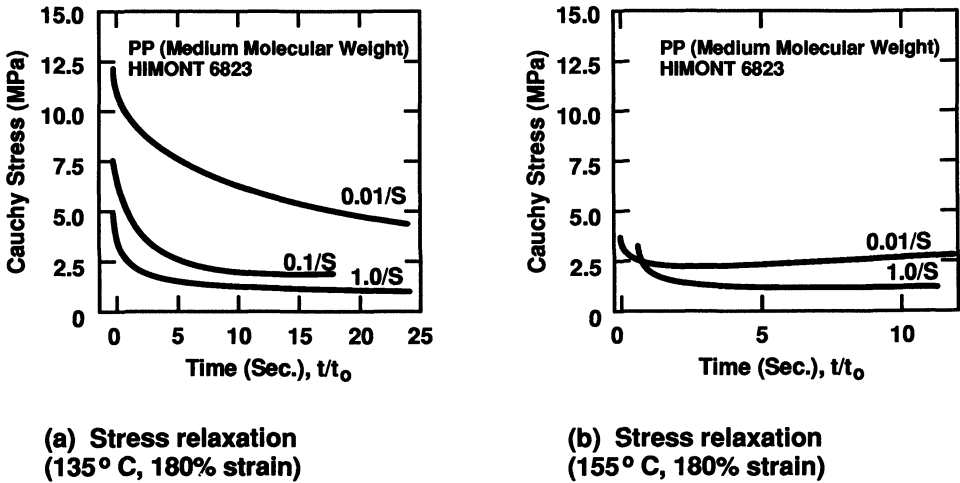 15.0
12.5
10.0
7.5
5.0
2.5
0
Cauchy Stress (MPa)
PP (Medium Molecular Weight)
HIMONT 6823
0.01/S
0.1/S
1.0/S
0 5 10 15 20 25
Time (Sec.), t/to
(a) Stress relaxation
(135° C, 180% strain)
15.0
12.5
10.0
7.5
5.0
2.5
0
Cauchy Stress (MPa)
PP (Medium Molecular Weight)
HIMONT 6823
0.01/S
1.0/S
0 5 10
Time (Sec.), t/to
(b) Stress relaxation
(155° C, 180% strain)